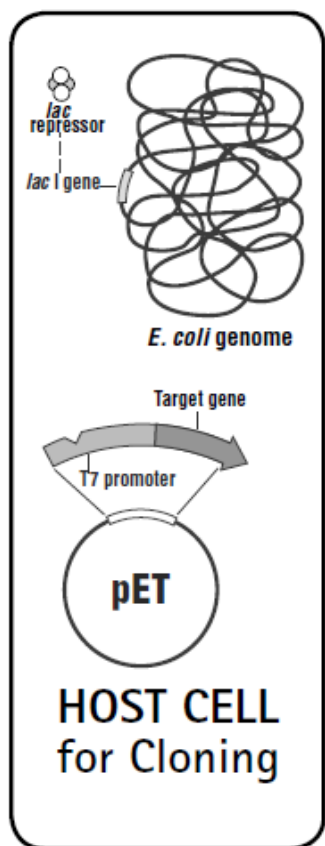 lac
repressor
lac I gene
E. coli genome
Target gene
T7 promoter
pET
HOST CELL
for Cloning